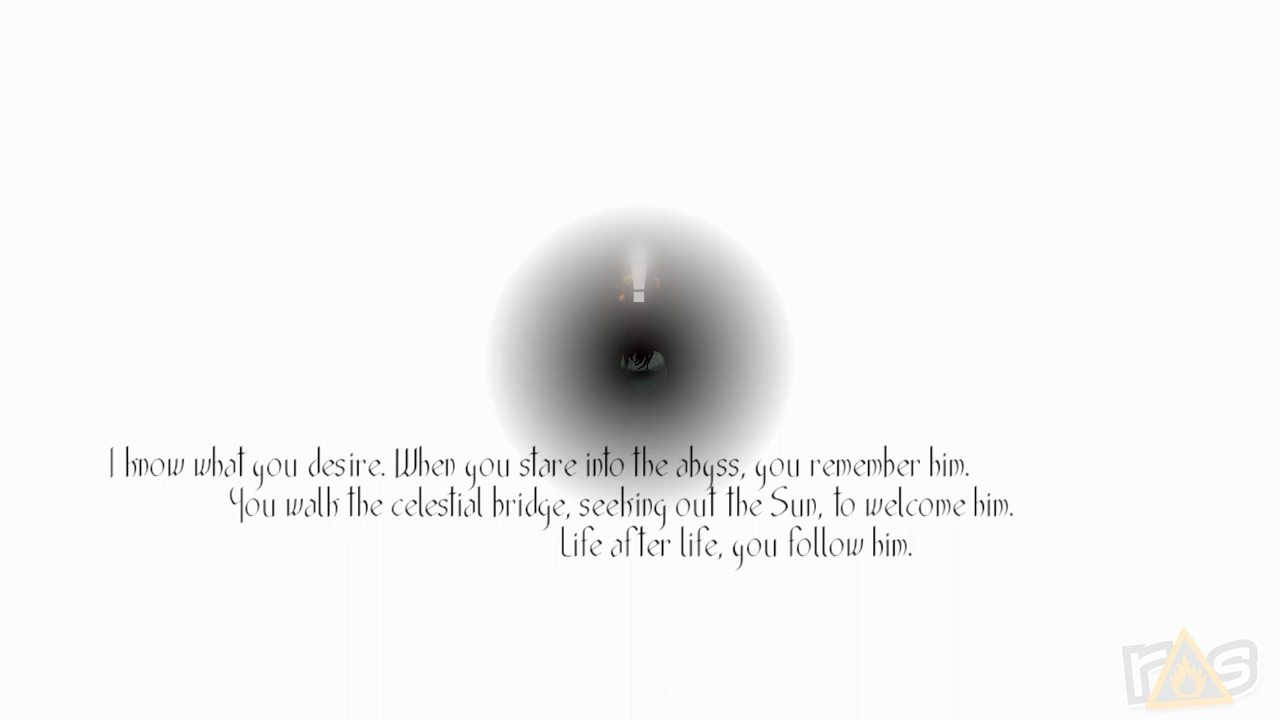 !
I know what you desire. When you stare into the abyss, you remember him.
You walk the celestial bridge, seeking out the Sun, to welcome him.
Life after life, you follow him.
ras